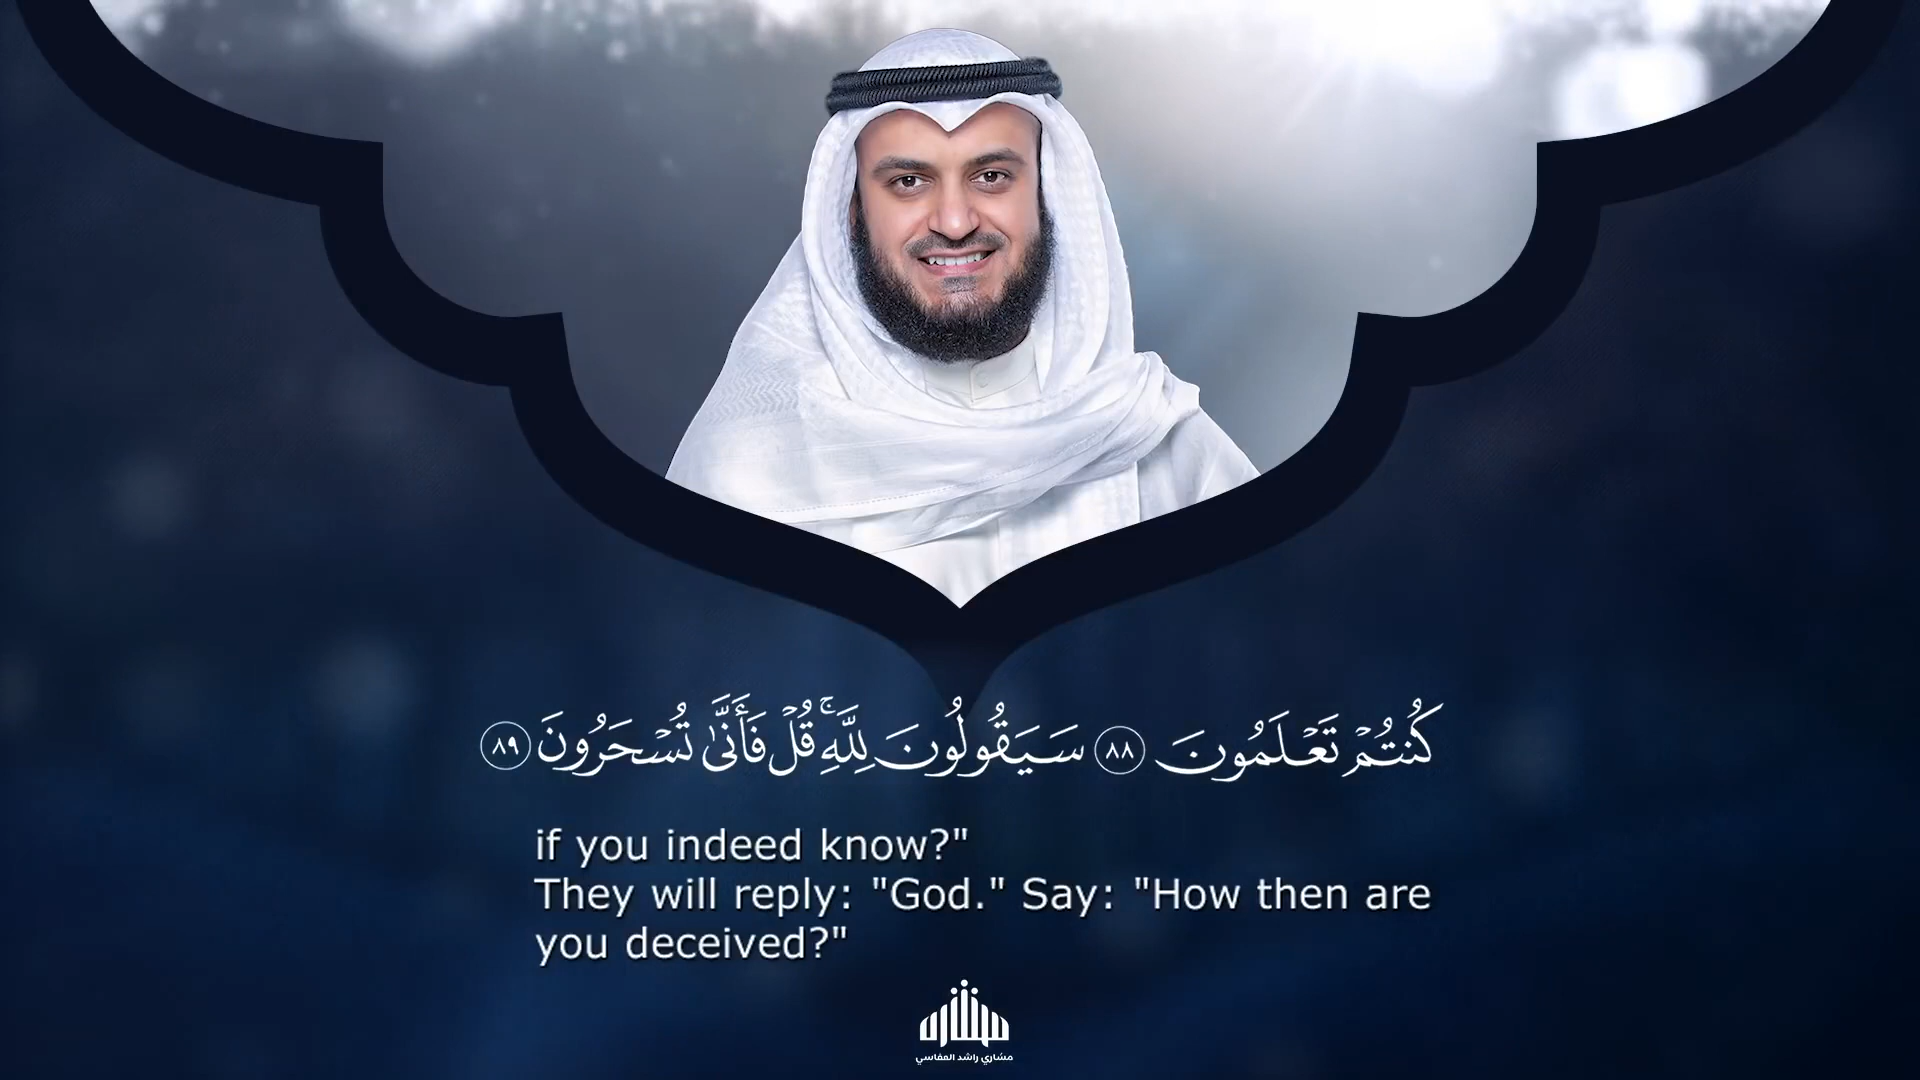 كُنتُمْ تَعْلَمُونَ ٨٨ سَيَقُولُونَ لِلَّهِ ۚ قُلْ فَأَنَّىٰ تُسْحَرُونَ ٨٩
if you indeed know?"
They will reply: "God." Say: "How then are
you deceived?"
مشاري
مشاري راشد العفاسي